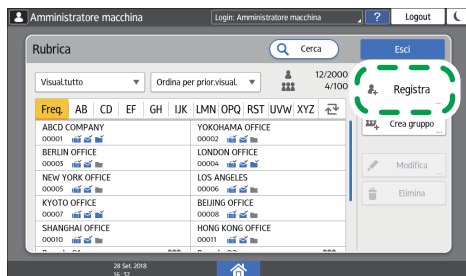 Amministratore macchina Login: Amministratore macchina ? Logout
Rubrica Cerca Esci
Visual.tutto Ordina per prior.visual. 12/2000
4/100
Registra
Freq. AB CD EF GH IJK LMN OPQ RST UVW XYZ
Crea gruppo
ABCD COMPANY YOKOHAMA OFFICE
00001 00002
BERLIN OFFICE LONDON OFFICE
00003 00004
Modifica
NEW YORK OFFICE LOS ANGELES
00005 00006
Elimina
KYOTO OFFICE BEIJING OFFICE
00007 00008
SHANGHAI OFFICE HONG KONG OFFICE
00010 00011
28 Set. 2018
16:37